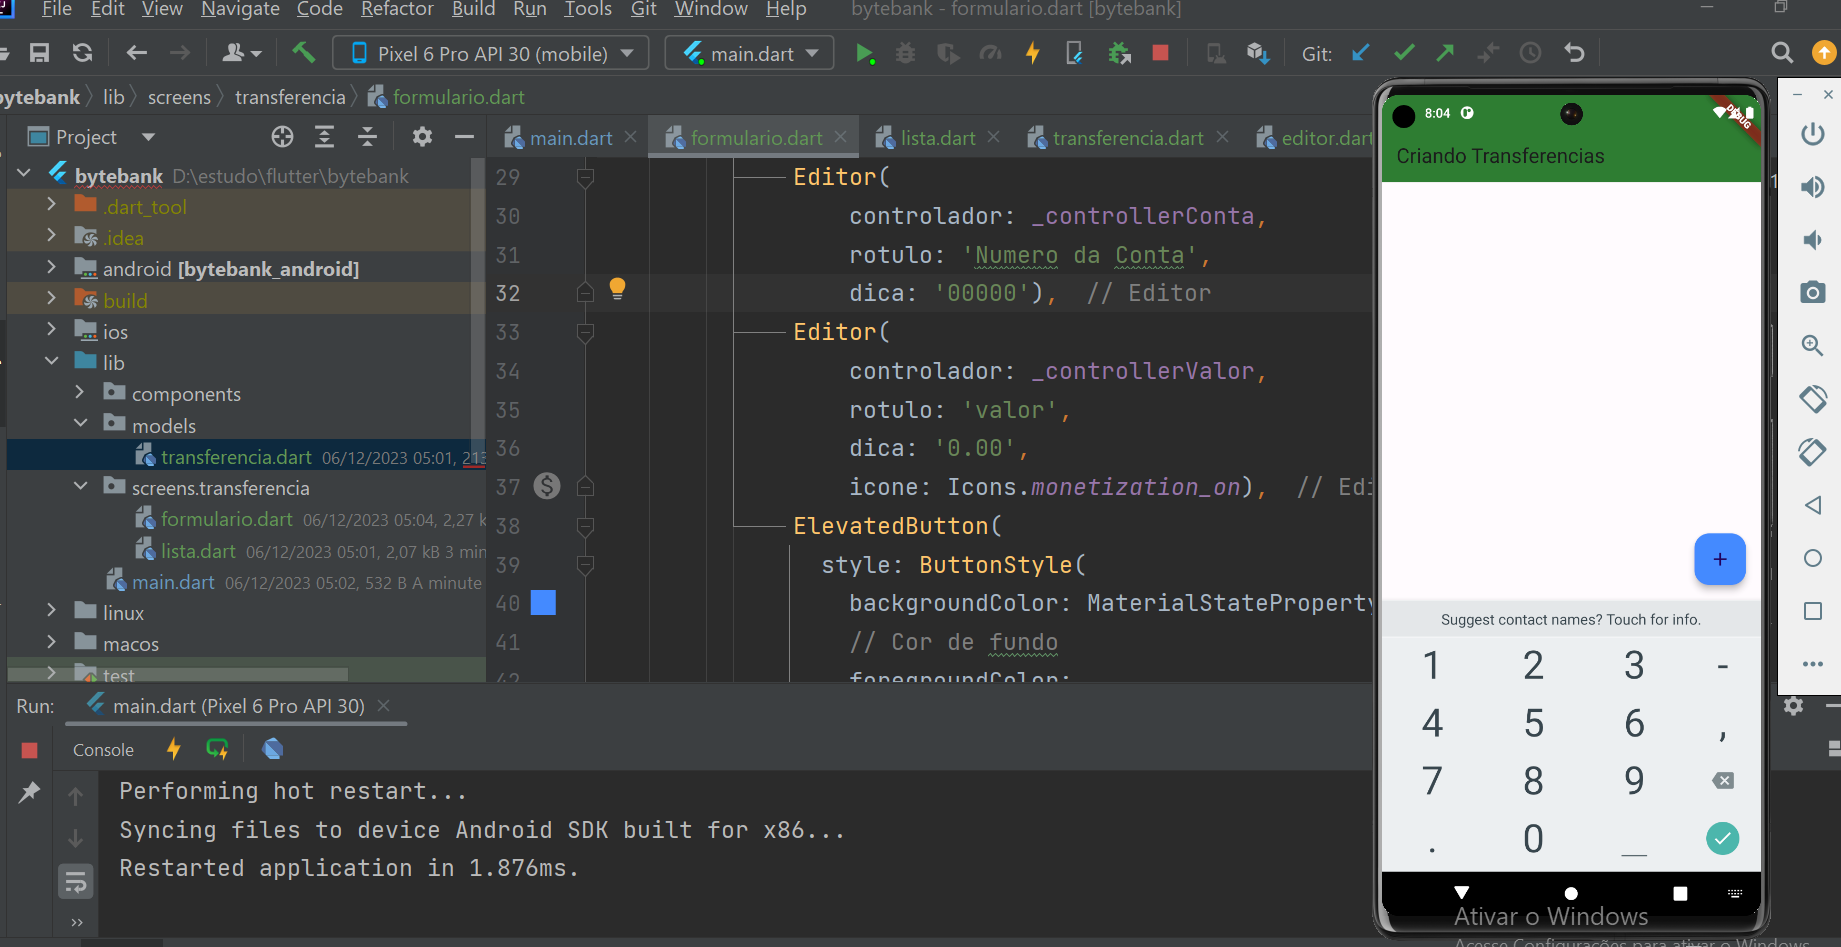 File Edit View Navigate Code Refactor Build Run Tools Git Window Help bytebank - formulario.dart [bytebank]
Pixel 6 Pro API 30 (mobile) main.dart Git:
bytebank lib screens transferencia formulario.dart
Project
main.dart formulario.dart lista.dart transferencia.dart editor.dart
bytebank D:\estudo\flutter\bytebank
.dart_tool
.idea
android [bytebank_android]
build
ios
lib
components
models
transferencia.dart 06/12/2023 05:01, 213
screens.transferencia
formulario.dart 06/12/2023 05:04, 2,27 k
lista.dart 06/12/2023 05:01, 2,07 kB 3 min
main.dart 06/12/2023 05:02, 532 B A minute
linux
macos
test
29 Editor(
30 controlador: _controllerConta,
31 rotulo: 'Numero da Conta',
32 dica: '00000'), // Editor
33 Editor(
34 controlador: _controllerValor,
35 rotulo: 'valor',
36 dica: '0.00',
37 icone: Icons.monetization_on), // Edi
38 ElevatedButton(
39 style: ButtonStyle(
40 backgroundColor: MaterialStateProperty
41 // Cor de fundo
42 foregroundColor:
Run: main.dart (Pixel 6 Pro API 30)
Console
Performing hot restart...
Syncing files to device Android SDK built for x86...
Restarted application in 1.876ms.
8:04
DEBUG
Criando Transferencias
+
Suggest contact names? Touch for info.
1 2 3 -
4 5 6 ,
7 8 9
. 0 _
Ativar o Windows
Acesse Configurações para ativar o Windows.